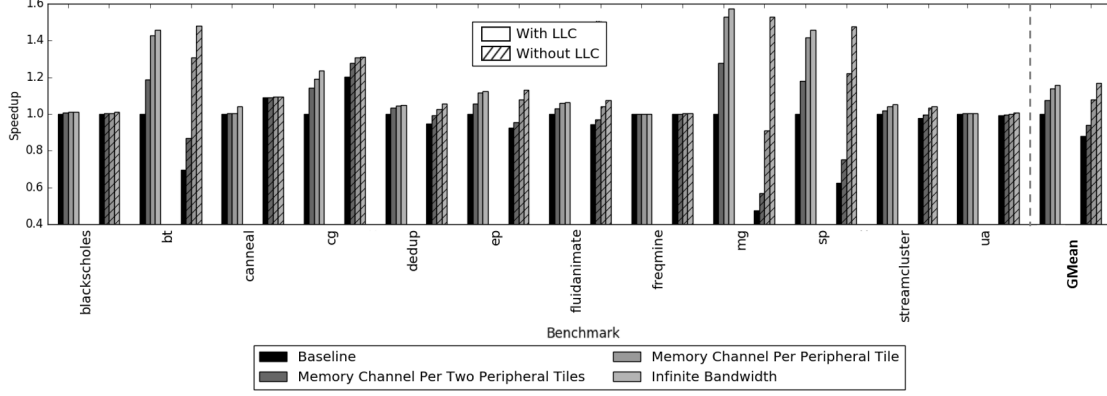 1.6
1.4
1.2
1.0
0.8
0.6
0.4
Speedup
With LLC
Without LLC
blackscholes
bt
canneal
cg
dedup
ep
fluidanimate
freqmine
mg
sp
streamcluster
ua
GMean
Benchmark
Baseline
Memory Channel Per Two Peripheral Tiles
Memory Channel Per Peripheral Tile
Infinite Bandwidth